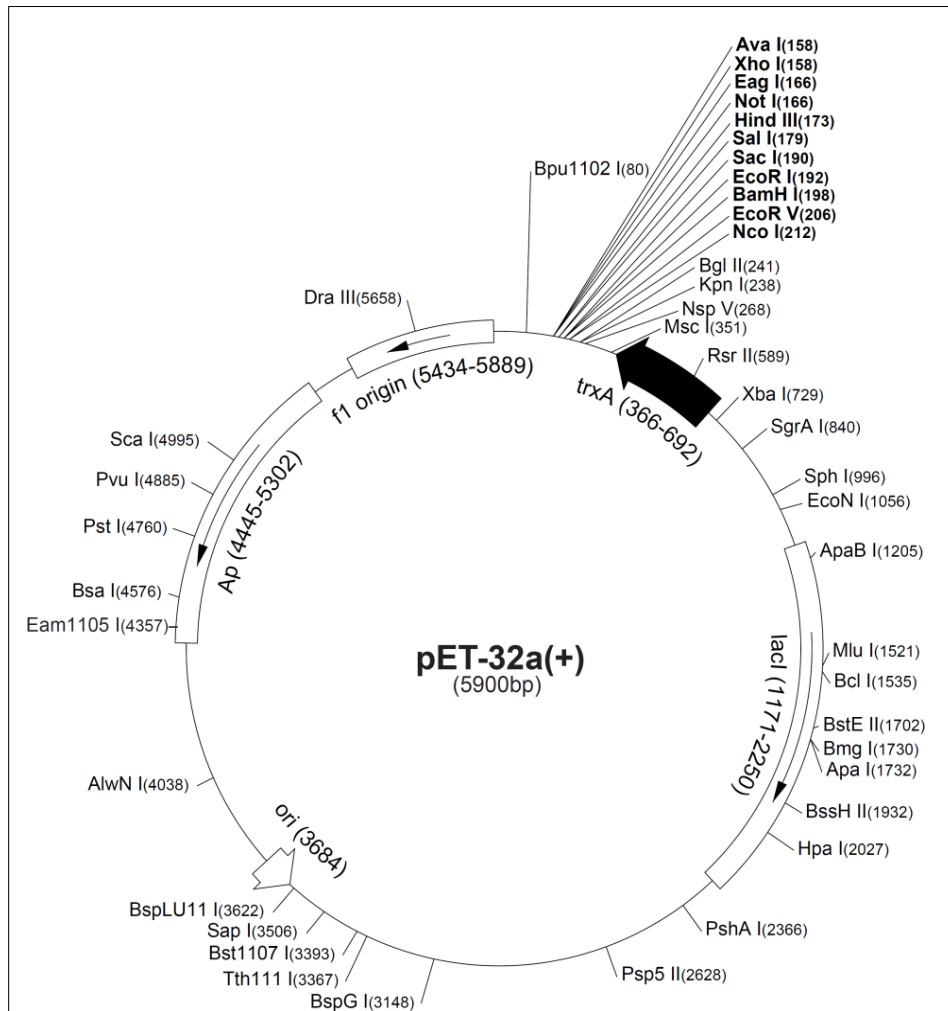 Ava I(158)
Xho I(158)
Eag I(166)
Not I(166)
Hind III(173)
Sal I(179)
Sac I(190)
EcoR I(192)
BamH I(198)
EcoR V(206)
Nco I(212)
Bpu1102 I(80)
Bgl II(241)
Kpn I(238)
Nsp V(268)
Msc I(351)
Rsr II(589)
Xba I(729)
SgrA I(840)
Sph I(996)
EcoN I(1056)
ApaB I(1205)
Mlu I(1521)
Bcl I(1535)
BstE II(1702)
Bmg I(1730)
Apa I(1732)
BssH II(1932)
Hpa I(2027)
PshA I(2366)
Psp5 II(2628)
BspG I(3148)
Tth111 I(3367)
Bst1107 I(3393)
Sap I(3506)
BspLU11 I(3622)
AlwN I(4038)
Eam1105 I(4357)
Bsa I(4576)
Pst I(4760)
Pvu I(4885)
Sca I(4995)
Dra III(5658)
f1 origin (5434-5889)
trxA (366-692)
lacI (1171-2250)
ori (3684)
Ap (4445-5302)
pET-32a(+)
(5900bp)